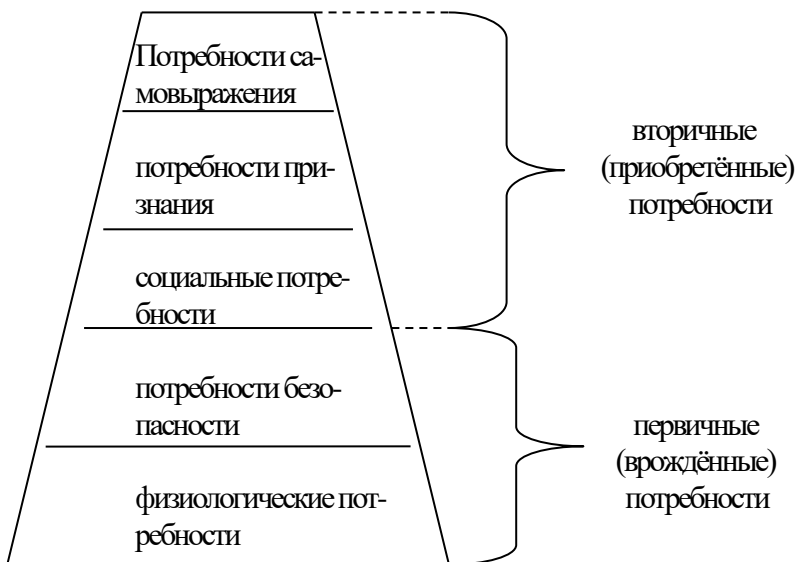 Потребности са-
мовыражения
потребности при-
знания
социальные потре-
бности
вторичные
(приобретённые)
потребности
потребности безо-
пасности
физиологические пот-
ребности
первичные
(врождённые)
потребности